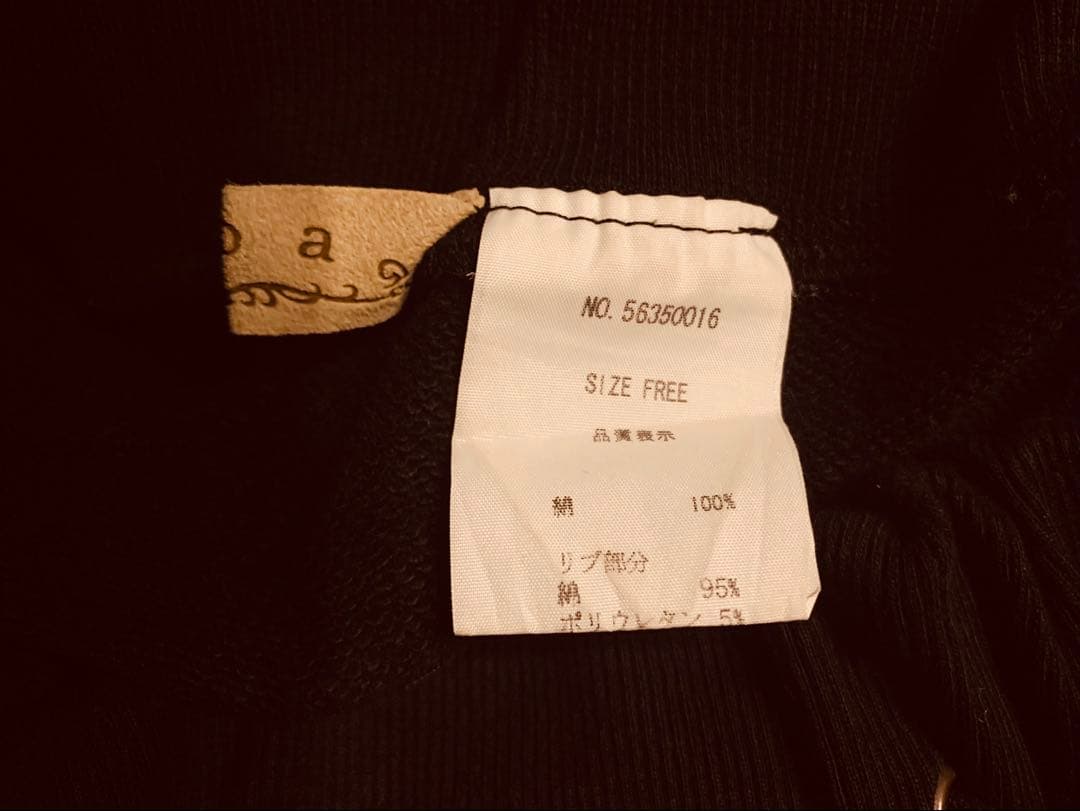 a
NO. 56350016
SIZE FREE
品質表示
綿 100%
リブ部分
綿 95%
ポリウレタン 5%